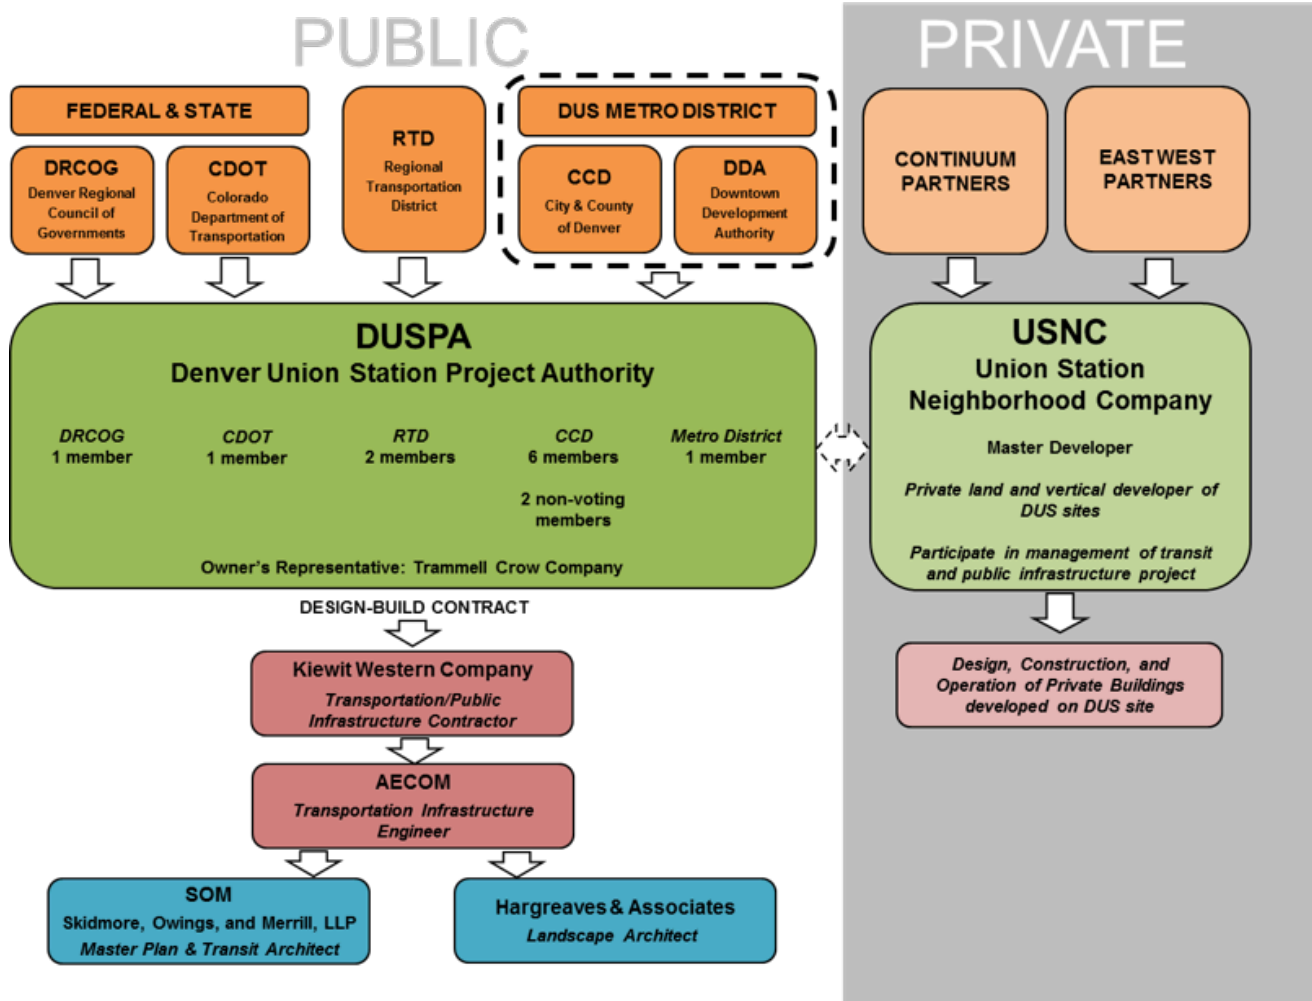 PUBLIC
PRIVATE
FEDERAL & STATE
DRCOG
Denver Regional
Council of
Governments
CDOT
Colorado
Department of
Transportation
RTD
Regional
Transportation
District
DUS METRO DISTRICT
CCD
City & County
of Denver
DDA
Downtown
Development
Authority
CONTINUUM
PARTNERS
EAST WEST
PARTNERS
DUSPA
Denver Union Station Project Authority
DRCOG
1 member
CDOT
1 member
RTD
2 members
CCD
6 members
2 non-voting
members
Metro District
1 member
Owner's Representative: Trammell Crow Company
USNC
Union Station
Neighborhood Company
Master Developer
Private land and vertical developer of
DUS sites
Participate in management of transit
and public infrastructure project
DESIGN-BUILD CONTRACT
Kiewit Western Company
Transportation/Public
Infrastructure Contractor
Design, Construction, and
Operation of Private Buildings
developed on DUS site
AECOM
Transportation Infrastructure
Engineer
SOM
Skidmore, Owings, and Merrill, LLP
Master Plan & Transit Architect
Hargreaves & Associates
Landscape Architect